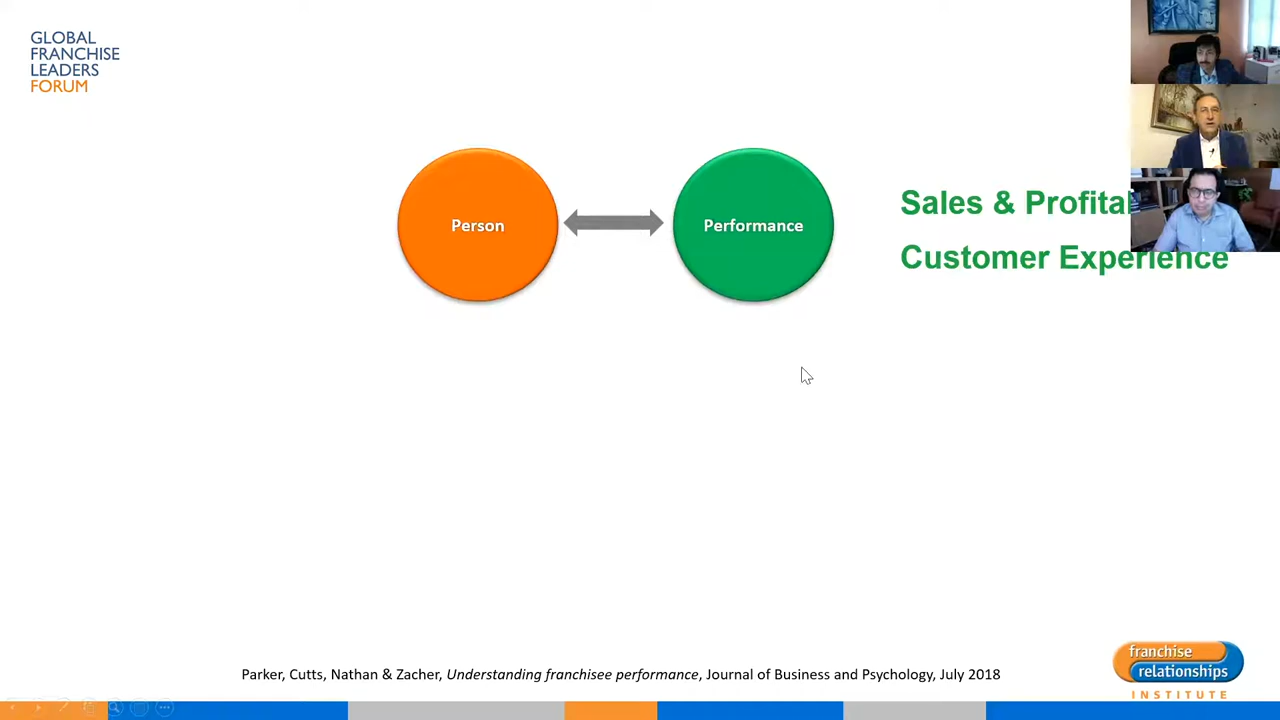 GLOBAL
FRANCHISE
LEADERS
FORUM
Person
Performance
Sales &
Customer Experience
Parker, Cutts, Nathan & Zacher, Understanding franchisee performance, Journal of Business and Psychology, July 2018
franchise
relationships
INSTITUTE